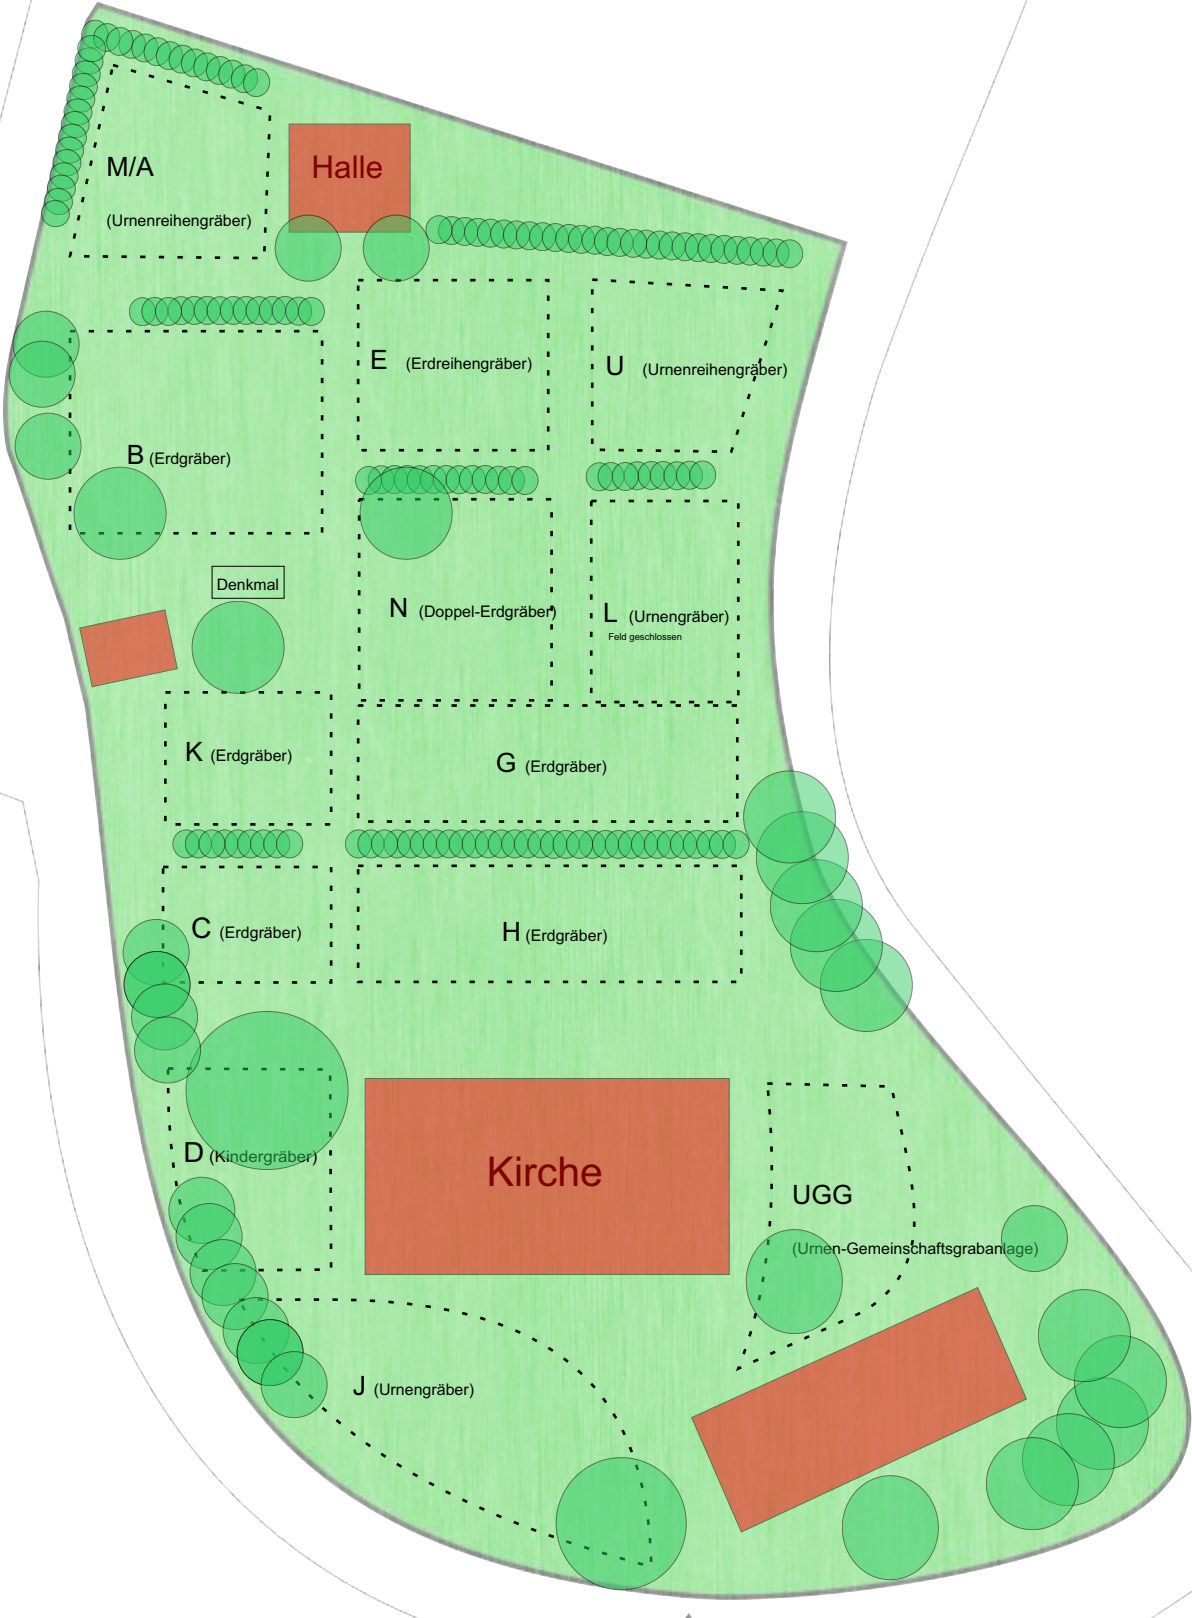 M/A
(Urnenreihengräber)
Halle
E (Erdreihengräber)
U (Urnenreihengräber)
B (Erdgräber)
Denkmal
N (Doppel-Erdgräber)
L (Urnengräber)
Feld geschlossen
K (Erdgräber)
G (Erdgräber)
C (Erdgräber)
H (Erdgräber)
D (Kindergräber)
Kirche
UGG
(Urnen-Gemeinschaftsgrabanlage)
J (Urnengräber)